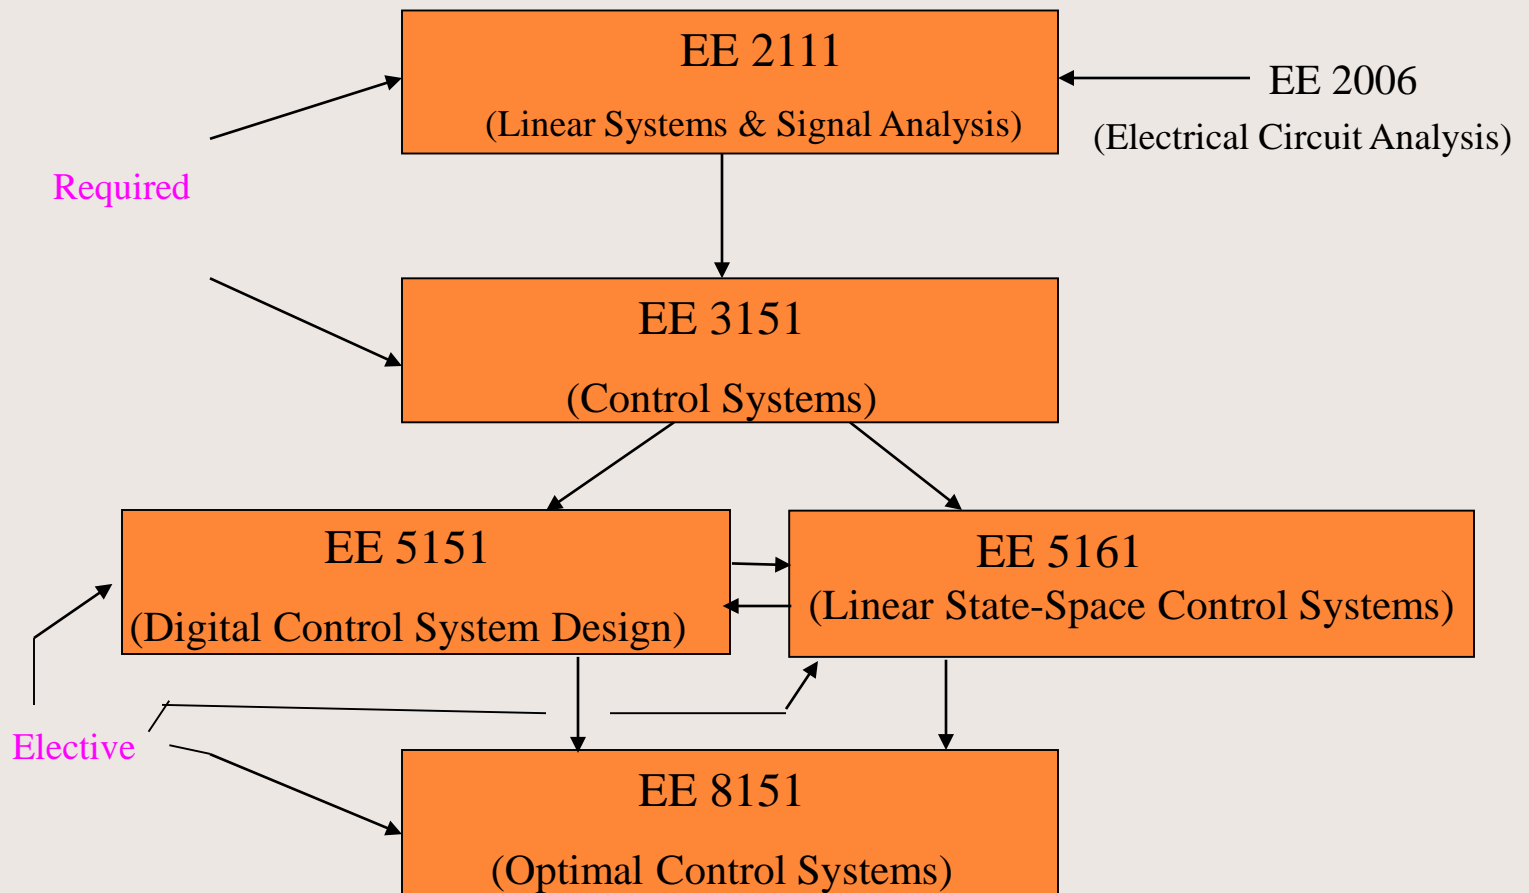 EE 2111
(Linear Systems & Signal Analysis)
EE 2006
(Electrical Circuit Analysis)
Required
EE 3151
(Control Systems)
EE 5151
(Digital Control System Design)
EE 5161
(Linear State-Space Control Systems)
Elective
EE 8151
(Optimal Control Systems)